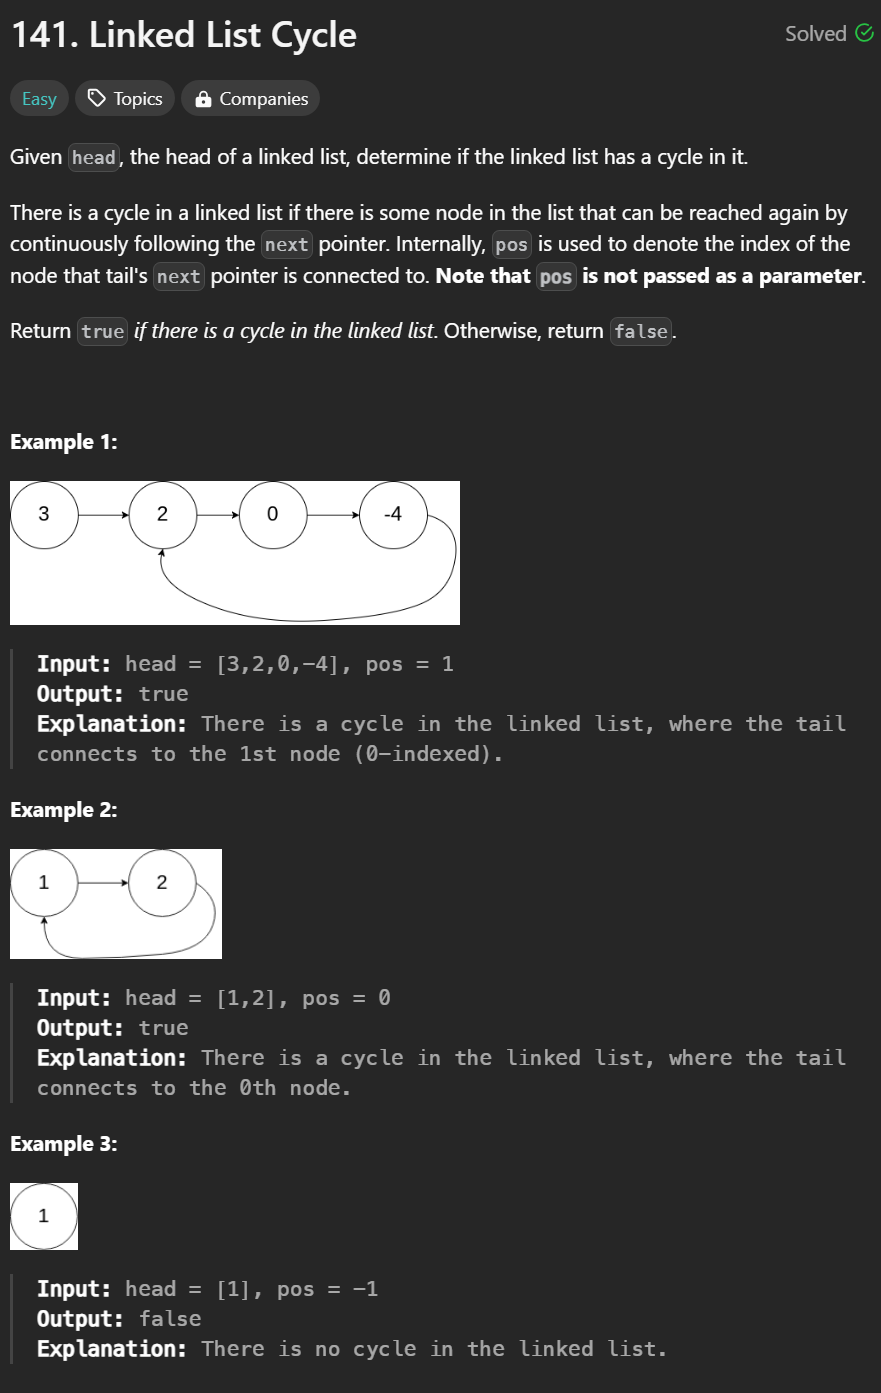 141. Linked List Cycle
Solved
Easy
Topics
Companies
Given head, the head of a linked list, determine if the linked list has a cycle in it.
There is a cycle in a linked list if there is some node in the list that can be reached again by
continuously following the next pointer. Internally, pos is used to denote the index of the
node that tail's next pointer is connected to. Note that pos is not passed as a parameter.
Return true if there is a cycle in the linked list. Otherwise, return false.
Example 1:
3 2 0 -4
Input: head = [3,2,0,-4], pos = 1
Output: true
Explanation: There is a cycle in the linked list, where the tail
connects to the 1st node (0-indexed).
Example 2:
1 2
Input: head = [1,2], pos = 0
Output: true
Explanation: There is a cycle in the linked list, where the tail
connects to the 0th node.
Example 3:
1
Input: head = [1], pos = -1
Output: false
Explanation: There is no cycle in the linked list.